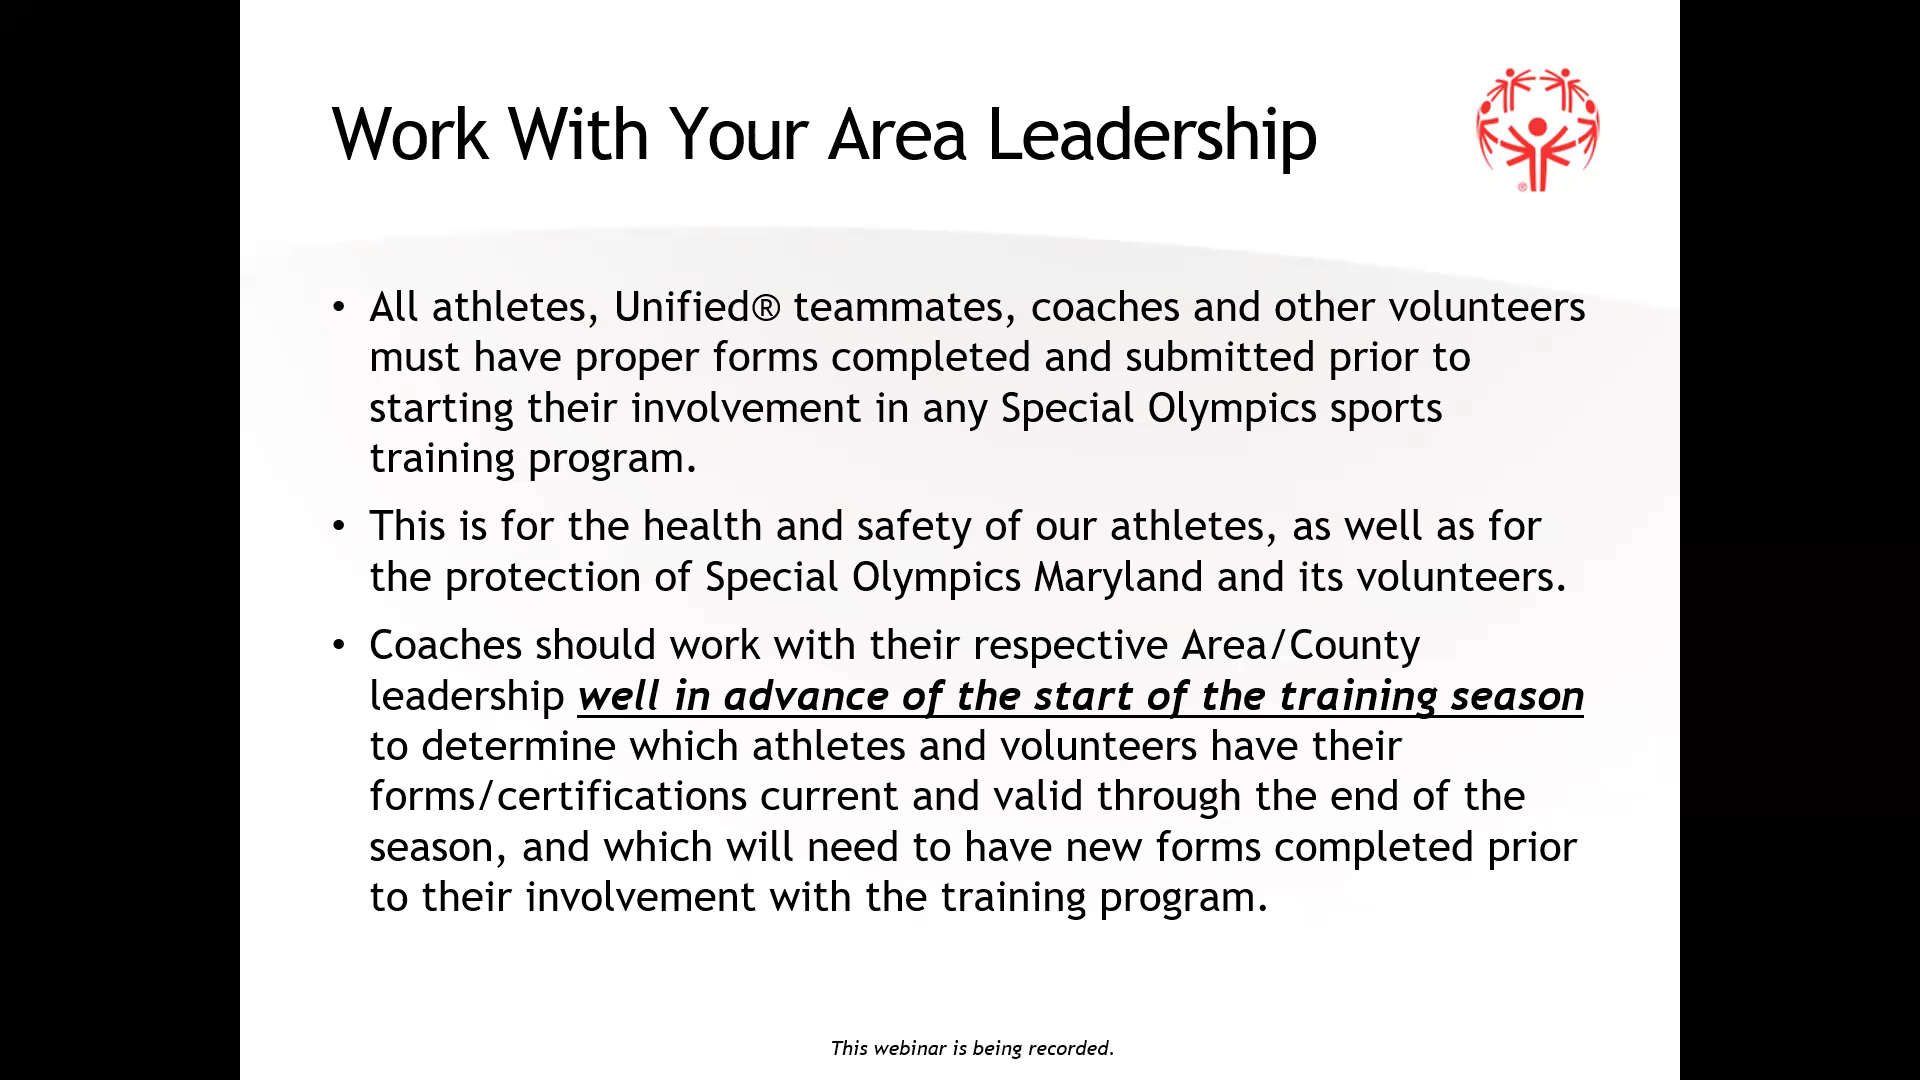 Work With Your Area Leadership
®
• All athletes, Unified® teammates, coaches and other volunteers
must have proper forms completed and submitted prior to
starting their involvement in any Special Olympics sports
training program.
• This is for the health and safety of our athletes, as well as for
the protection of Special Olympics Maryland and its volunteers.
• Coaches should work with their respective Area/County
leadership well in advance of the start of the training season
to determine which athletes and volunteers have their
forms/certifications current and valid through the end of the
season, and which will need to have new forms completed prior
to their involvement with the training program.
This webinar is being recorded.